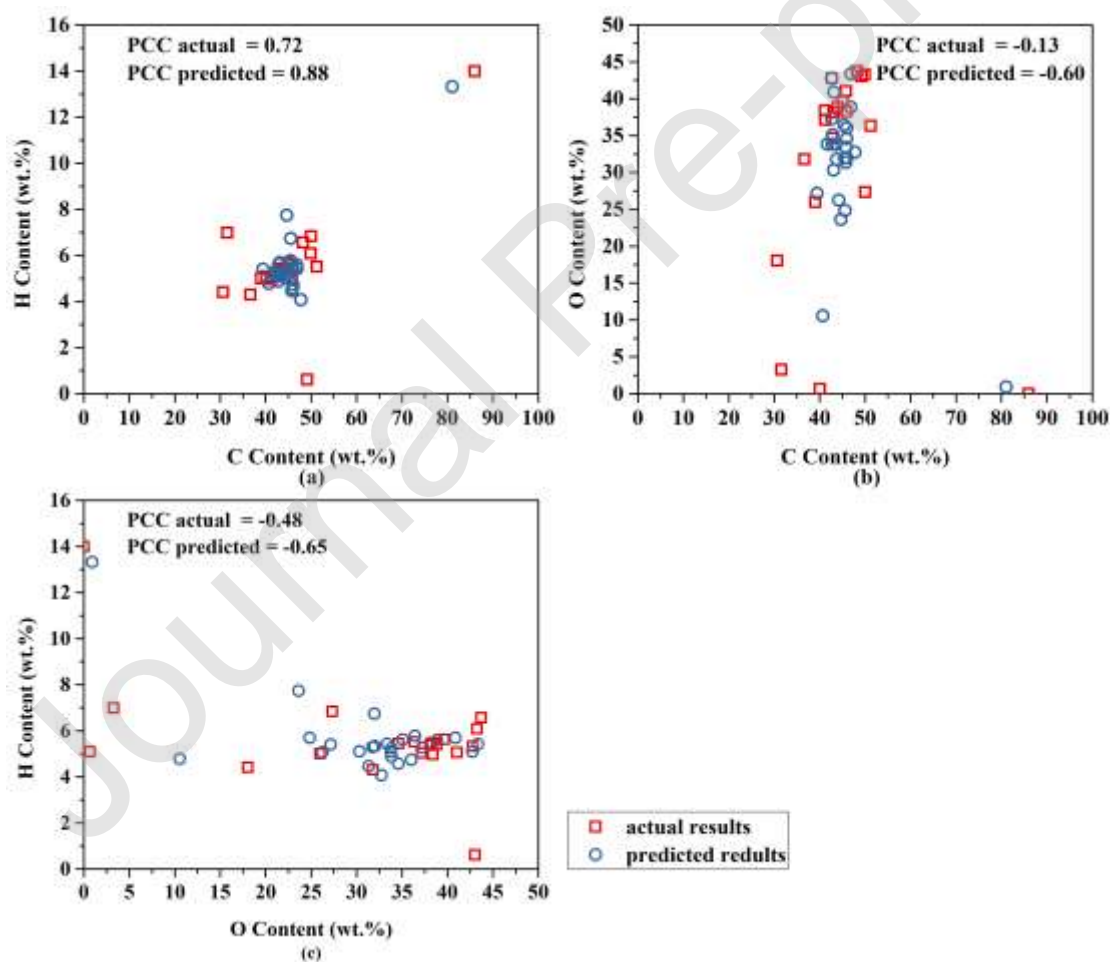 PCC actual = 0.72
PCC predicted = 0.88
H Content (wt.%)
16
14
12
10
8
6
4
2
0
0 10 20 30 40 50 60 70 80 90 100
C Content (wt.%)
(a)
PCC actual = -0.13
PCC predicted = -0.60
O Content (wt.%)
50
45
40
35
30
25
20
15
10
5
0
0 10 20 30 40 50 60 70 80 90 100
C Content (wt.%)
(b)
PCC actual = -0.48
PCC predicted = -0.65
H Content (wt.%)
16
14
12
10
8
6
4
2
0
0 5 10 15 20 25 30 35 40 45 50
O Content (wt.%)
(c)
actual results
predicted redults
Journal Pre-p